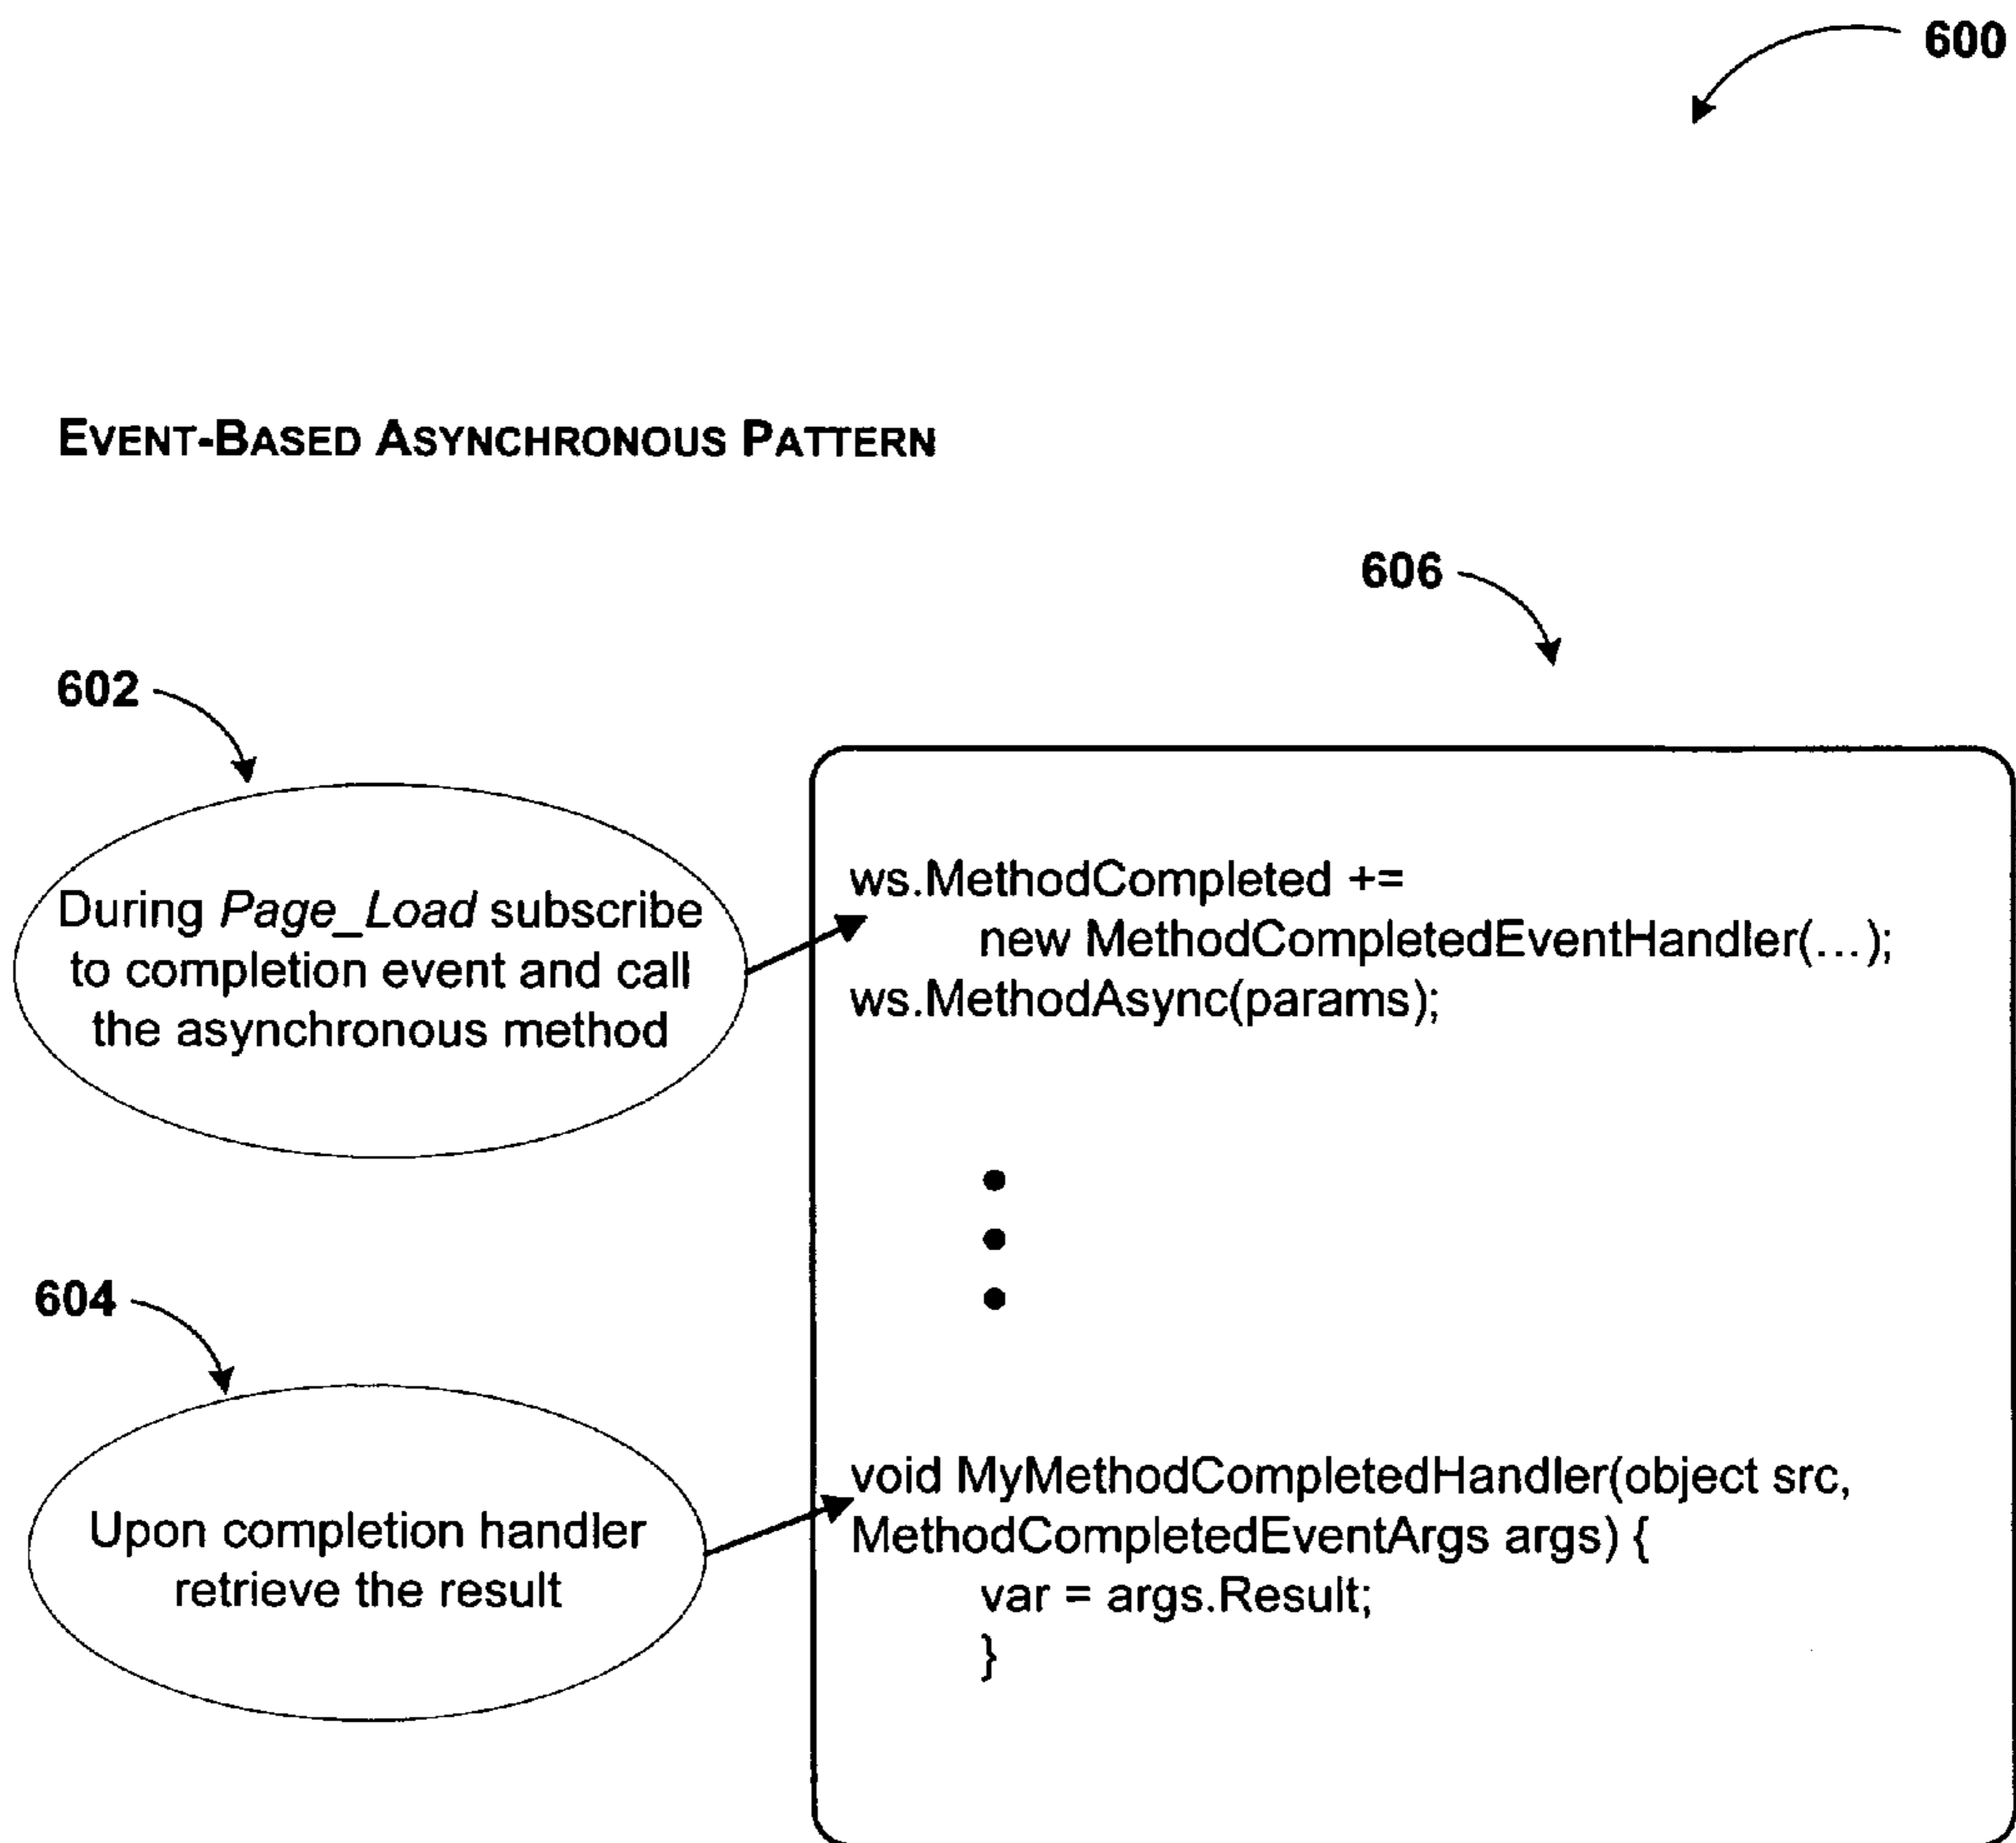 600
EVENT-BASED ASYNCHRONOUS PATTERN
606
602
During Page_Load subscribe
to completion event and call
the asynchronous method
ws.MethodCompleted +=
new MethodCompletedEventHandler(...);
ws.MethodAsync(params);
604
Upon completion handler
retrieve the result
void MyMethodCompletedHandler(object src,
MethodCompletedEventArgs args) {
var = args.Result;
}